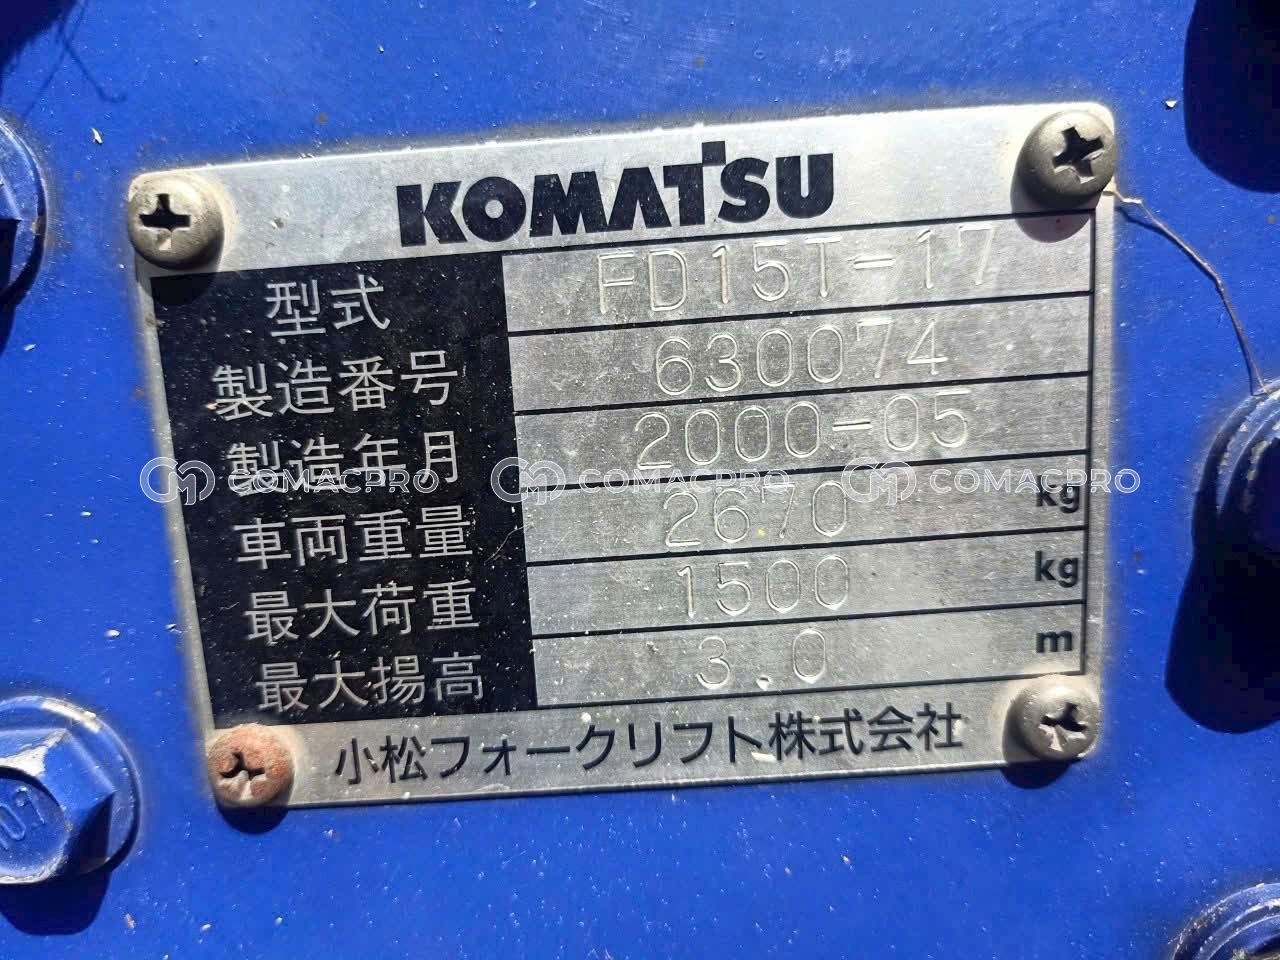 KOMATSU
型式 FD15T-17
製造番号 630074
製造年月 2000-05
車両重量 2670 kg
最大荷重 1500 kg
最大揚高 3.0 m
小松フォークリフト株式会社
COMACPRO COMACPRO COMACPRO